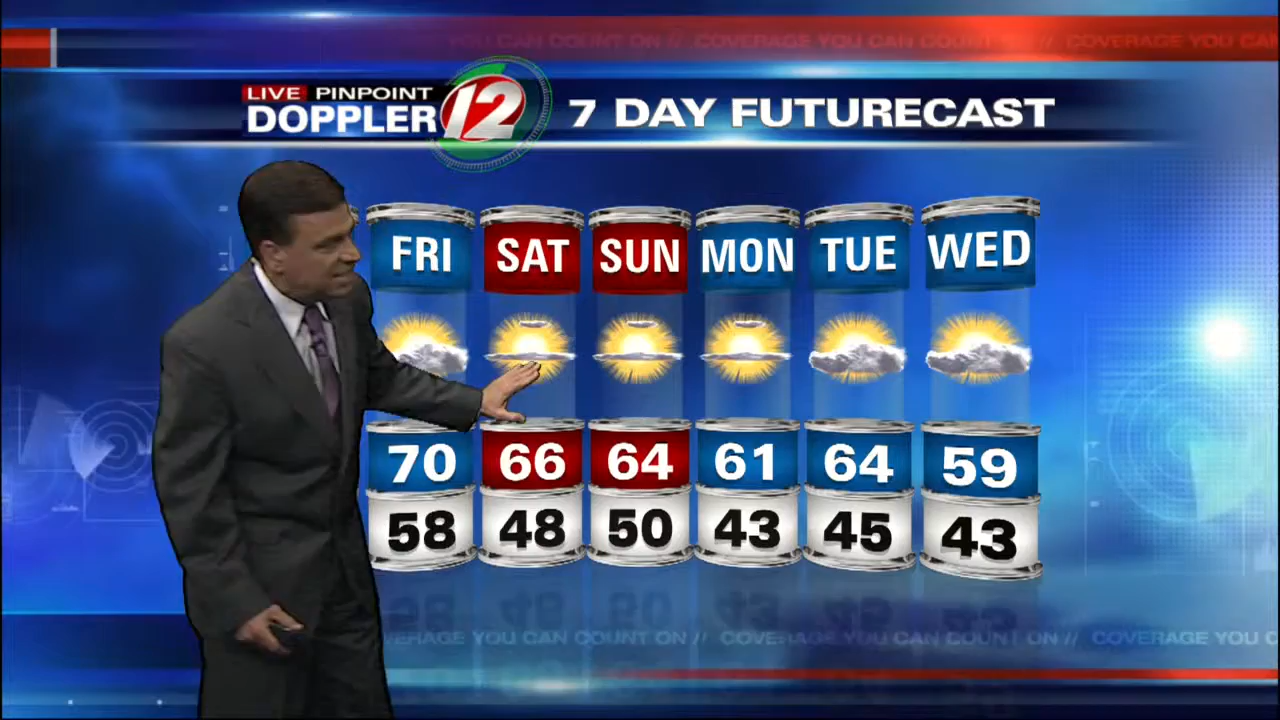 YOU CAN COUNT ON // COVERAGE YOU CAN COUNT ON // COVERAGE YOU CAN
LIVE PINPOINT
DOPPLER 12
7 DAY FUTURECAST
FRI SAT SUN MON TUE WED
70 66 64 61 64 59
58 48 50 43 45 43
COVERAGE YOU CAN COUNT ON // COVERAGE YOU CAN COUNT ON // COVERAGE YOU